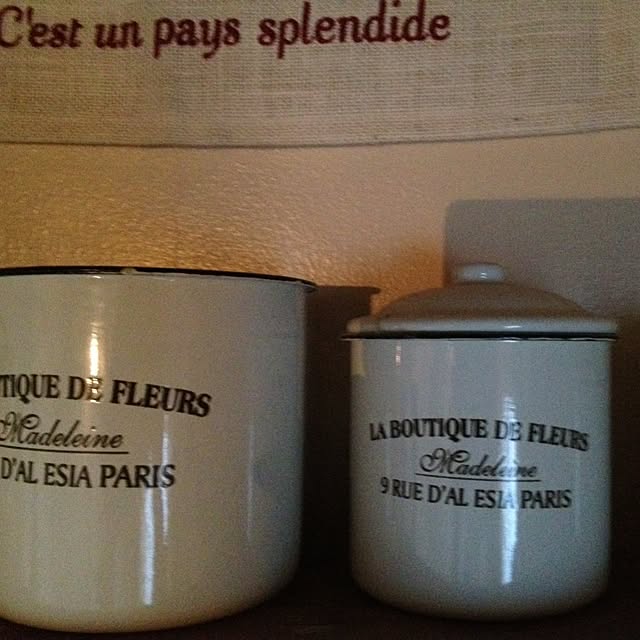 C'est un pays splendide
TIQUE DE FLEURS
Madeleine
D'AL ESIA PARIS
LA BOUTIQUE DE FLEURS
Madeleine
9 RUE D'AL ESIA PARIS